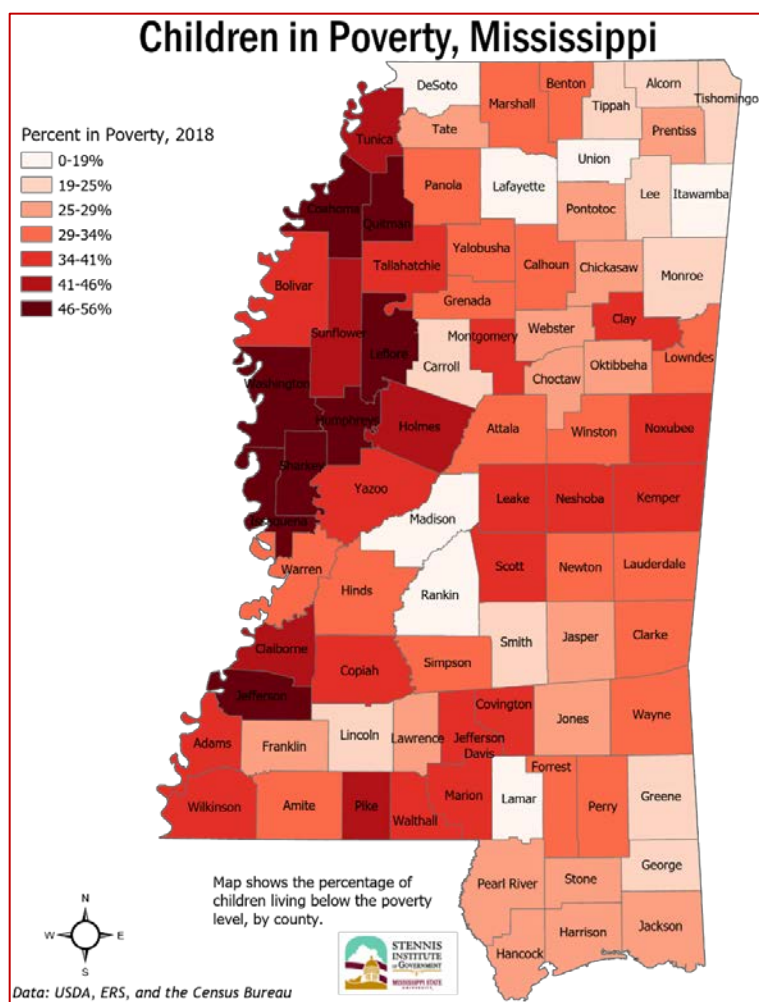 Children in Poverty, Mississippi
Percent in Poverty, 2018
0-19%
19-25%
25-29%
29-34%
34-41%
41-46%
46-56%
DeSoto
Marshall
Benton
Tippah
Alcorn
Tishomingo
Tunica
Tate
Prentiss
Union
Panola
Lafayette
Lee
Itawamba
Coahoma
Quitman
Pontotoc
Yalobusha
Tallahatchie
Calhoun
Chickasaw
Monroe
Bolivar
Grenada
Sunflower
Montgomery
Webster
Clay
Leflore
Carroll
Lowndes
Oktibbeha
Choctaw
Washington
Humphreys
Holmes
Attala
Winston
Noxubee
Sharkey
Yazoo
Leake
Neshoba
Kemper
Madison
Issaquena
Warren
Scott
Newton
Lauderdale
Hinds
Rankin
Smith
Jasper
Clarke
Claiborne
Copiah
Simpson
Jefferson
Covington
Jones
Wayne
Adams
Franklin
Lincoln
Lawrence
Jefferson
Davis
Forrest
Wilkinson
Amite
Pike
Walthall
Marion
Lamar
Perry
Greene
George
Pearl River
Stone
Hancock
Harrison
Jackson
Map shows the percentage of
children living below the poverty
level, by county.
N
W
E
S
STENNIS
INSTITUTE
OF GOVERNMENT
MISSISSIPPI STATE
UNIVERSITY
Data: USDA, ERS, and the Census Bureau